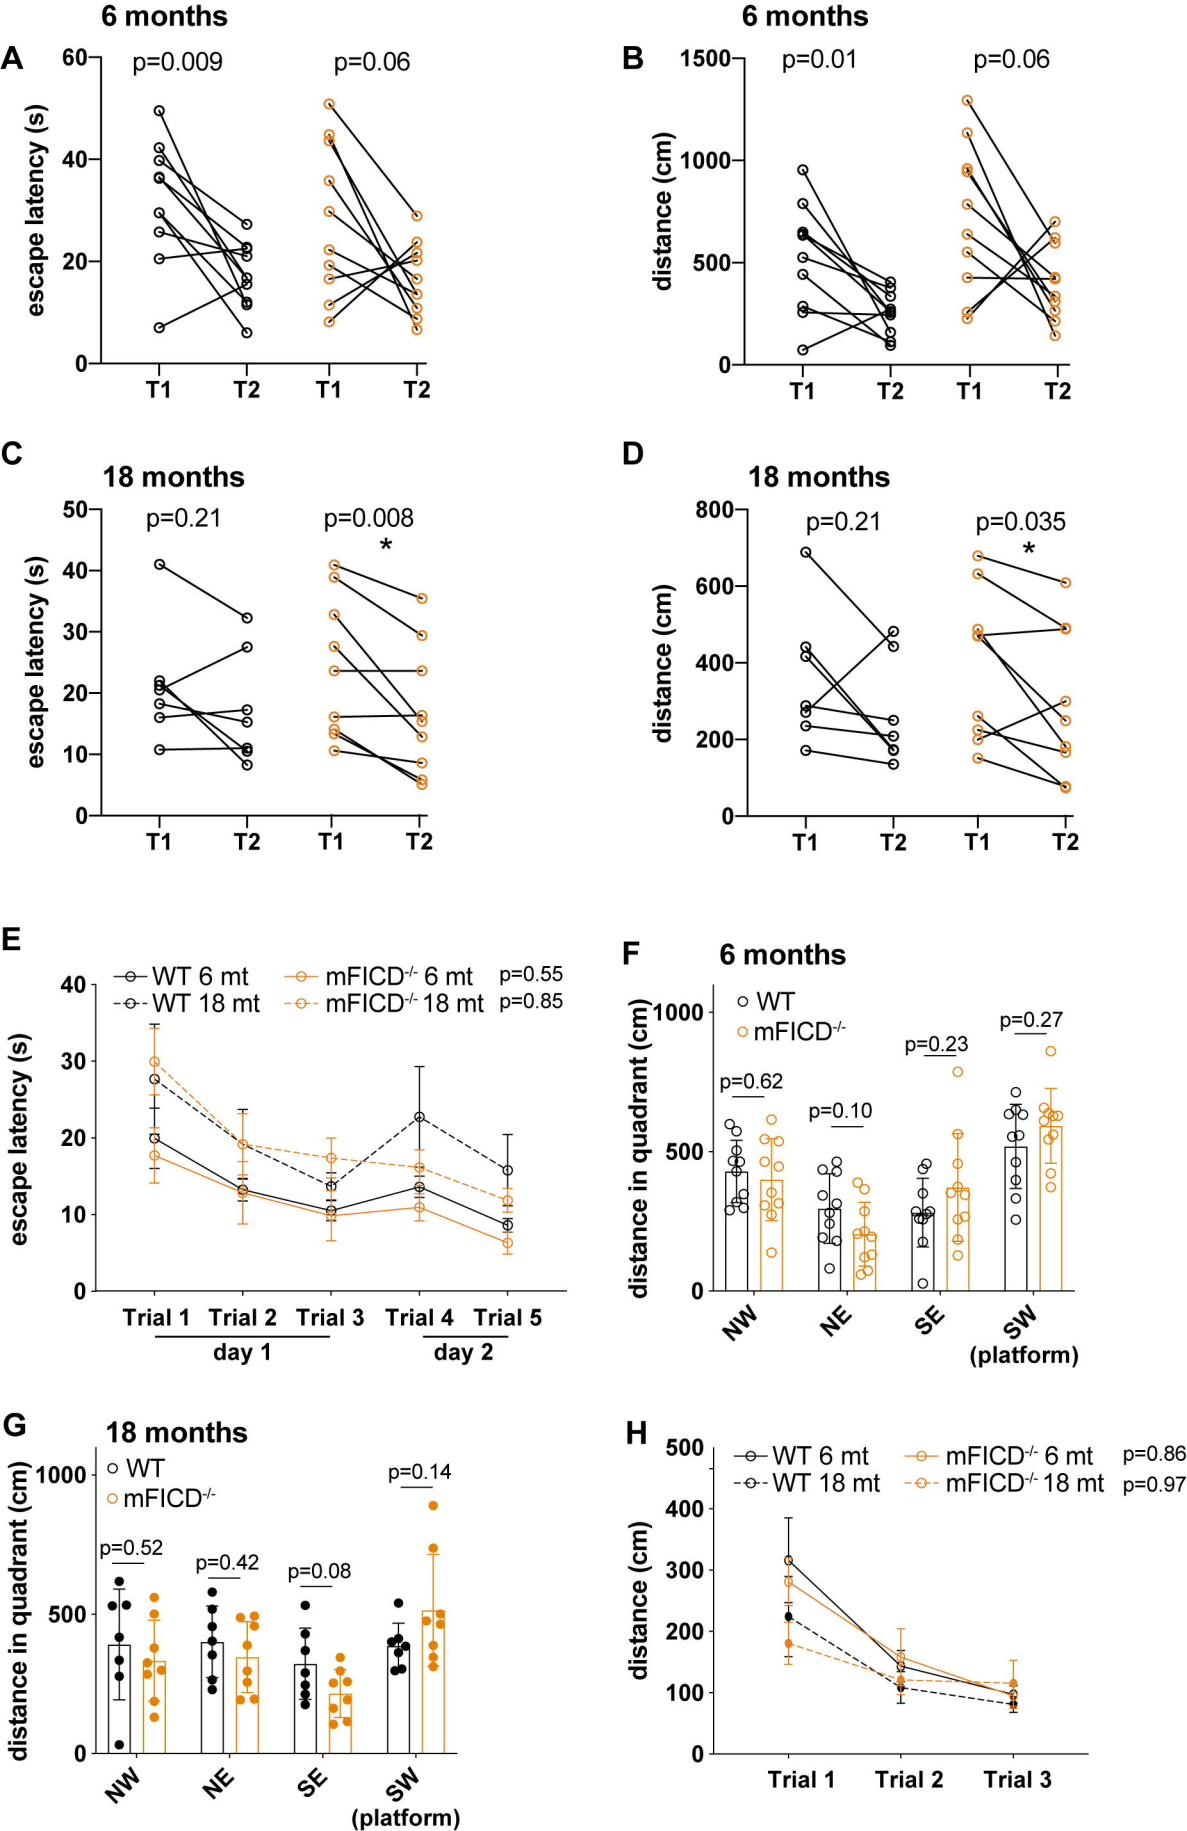 6 months
A
p=0.009
p=0.06
escape latency (s)
60
40
20
0
T1 T2 T1 T2
6 months
B
p=0.01
p=0.06
distance (cm)
1500
1000
500
0
T1 T2 T1 T2
C
18 months
p=0.21
p=0.008
*
escape latency (s)
50
40
30
20
10
0
T1 T2 T1 T2
D
18 months
p=0.21
p=0.035
*
distance (cm)
800
600
400
200
0
T1 T2 T1 T2
E
WT 6 mt mFICD-/- 6 mt p=0.55
WT 18 mt mFICD-/- 18 mt p=0.85
escape latency (s)
40
30
20
10
0
Trial 1 Trial 2 Trial 3 Trial 4 Trial 5
day 1 day 2
F
6 months
WT
mFICD-/-
distance in quadrant (cm)
1000
500
0
p=0.62
p=0.10
p=0.23
p=0.27
NW NE SE SW
(platform)
G
18 months
WT
mFICD-/-
distance in quadrant (cm)
1000
500
0
p=0.52
p=0.42
p=0.08
p=0.14
NW NE SE SW
(platform)
H
WT 6 mt mFICD-/- 6 mt p=0.86
WT 18 mt mFICD-/- 18 mt p=0.97
distance (cm)
500
400
300
200
100
0
Trial 1 Trial 2 Trial 3